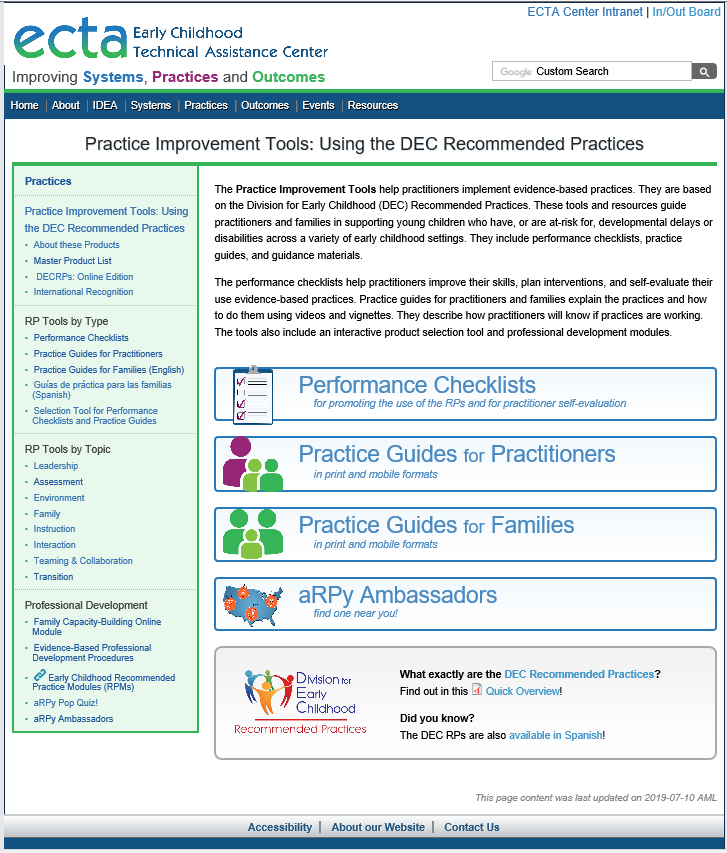 ECTA Center Intranet | In/Out Board
ecta Early Childhood
Technical Assistance Center
Improving Systems, Practices and Outcomes
Google Custom Search
Home | About | IDEA | Systems | Practices | Outcomes | Events | Resources
Practice Improvement Tools: Using the DEC Recommended Practices
Practices
Practice Improvement Tools: Using
the DEC Recommended Practices
• About these Products
• Master Product List
• DECRPs: Online Edition
• International Recognition
RP Tools by Type
• Performance Checklists
• Practice Guides for Practitioners
• Practice Guides for Families (English)
• Guías de práctica para las familias
(Spanish)
• Selection Tool for Performance
Checklists and Practice Guides
RP Tools by Topic
• Leadership
• Assessment
• Environment
• Family
• Instruction
• Interaction
• Teaming & Collaboration
• Transition
Professional Development
• Family Capacity-Building Online
Module
• Evidence-Based Professional
Development Procedures
• Early Childhood Recommended
Practice Modules (RPMs)
• aRPy Pop Quiz!
• aRPy Ambassadors
The Practice Improvement Tools help practitioners implement evidence-based practices. They are based
on the Division for Early Childhood (DEC) Recommended Practices. These tools and resources guide
practitioners and families in supporting young children who have, or are at-risk for, developmental delays or
disabilities across a variety of early childhood settings. They include performance checklists, practice
guides, and guidance materials.
The performance checklists help practitioners improve their skills, plan interventions, and self-evaluate their
use evidence-based practices. Practice guides for practitioners and families explain the practices and how
to do them using videos and vignettes. They describe how practitioners will know if practices are working.
The tools also include an interactive product selection tool and professional development modules.
Performance Checklists
for promoting the use of the RPs and for practitioner self-evaluation
Practice Guides for Practitioners
in print and mobile formats
Practice Guides for Families
in print and mobile formats
aRPy Ambassadors
find one near you!
Division for
Early
Childhood
Recommended Practices
What exactly are the DEC Recommended Practices?
Find out in this Quick Overview!
Did you know?
The DEC RPs are also available in Spanish!
This page content was last updated on 2019-07-10 AML
Accessibility | About our Website | Contact Us